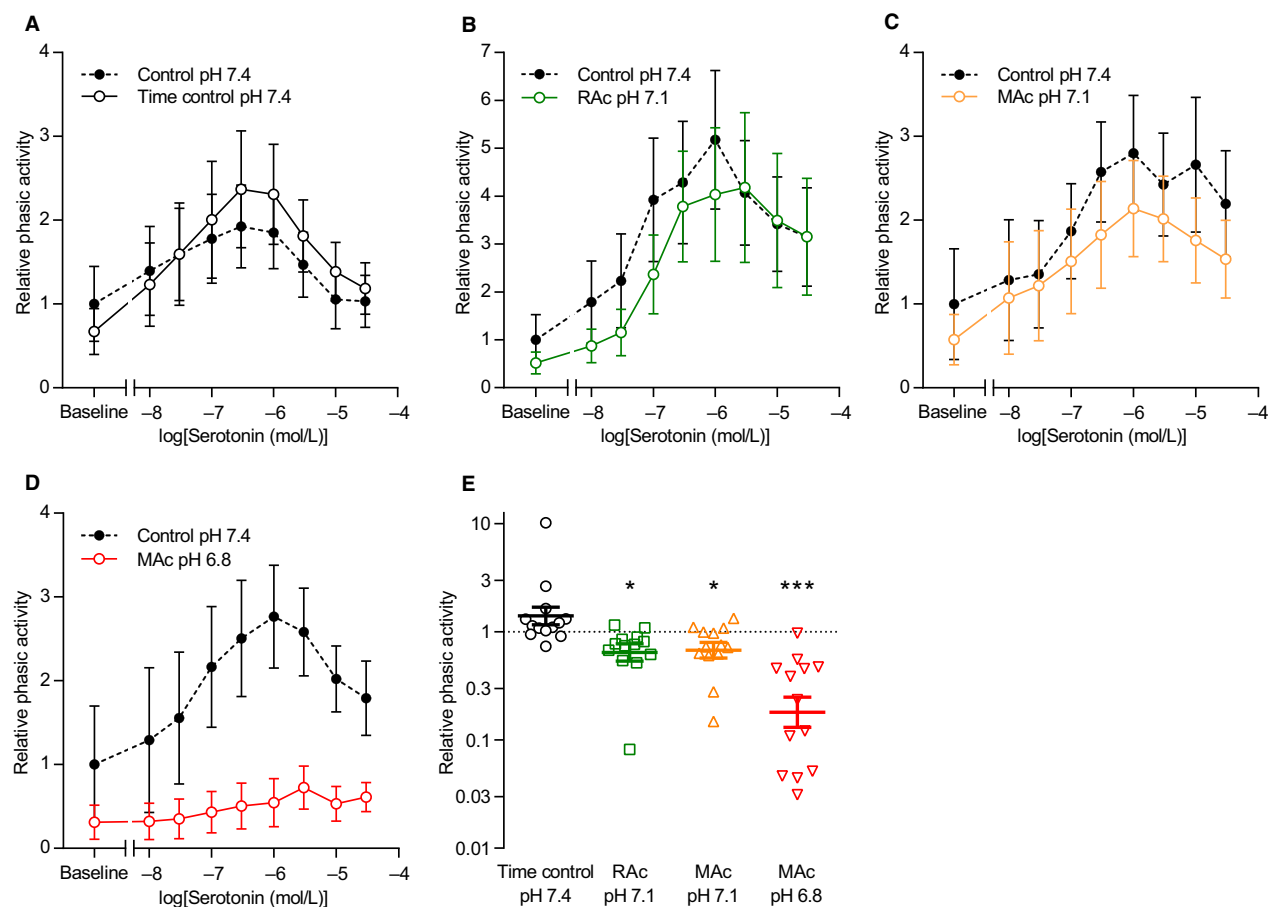 A
4
3
2
1
0
Relative phasic activity
Control pH 7.4
Time control pH 7.4
Baseline –8 –7 –6 –5 –4
log[Serotonin (mol/L)]
B
7
6
5
4
3
2
1
0
Relative phasic activity
Control pH 7.4
RAc pH 7.1
Baseline –8 –7 –6 –5 –4
log[Serotonin (mol/L)]
C
4
3
2
1
0
Relative phasic activity
Control pH 7.4
MAc pH 7.1
Baseline –8 –7 –6 –5 –4
log[Serotonin (mol/L)]
D
4
3
2
1
0
Relative phasic activity
Control pH 7.4
MAc pH 6.8
Baseline –8 –7 –6 –5 –4
log[Serotonin (mol/L)]
E
10
3
1
0.3
0.1
0.03
0.01
Relative phasic activity
* * ***
Time control RAc MAc MAc
pH 7.4 pH 7.1 pH 7.1 pH 6.8